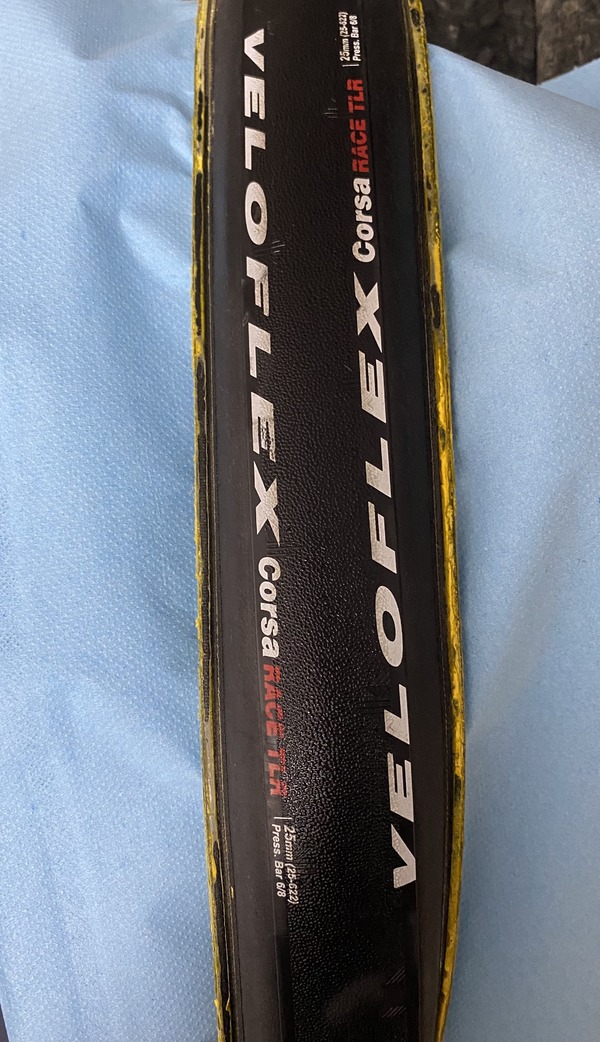 VELOFLEX Corsa RACE TLR
25mm (25-622)
Press. Bar 6/8
VELOFLEX Corsa RACE TLR
25mm (25-622)
Press. Bar 6/8